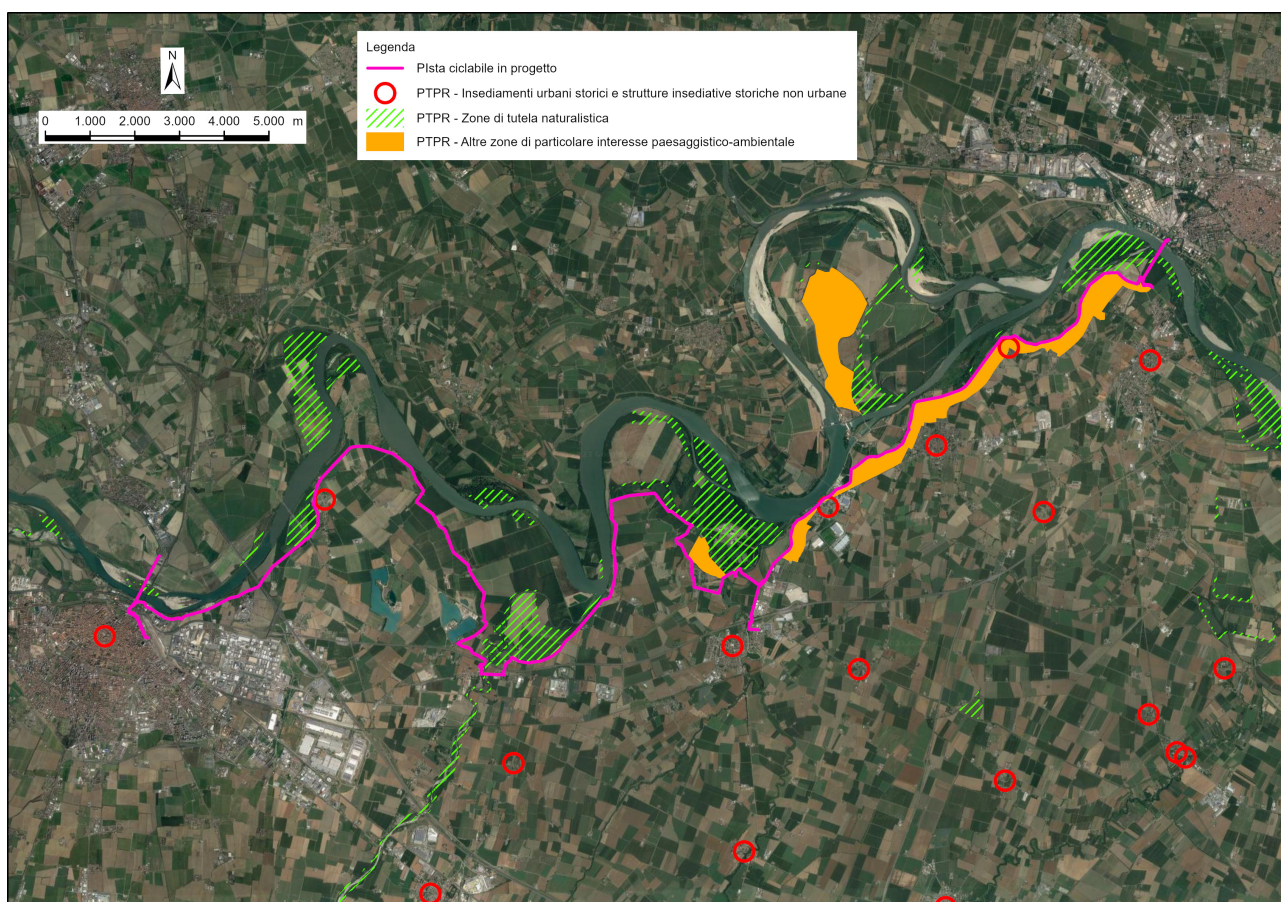 N
0 1.000 2.000 3.000 4.000 5.000 m
Legenda
PIsta ciclabile in progetto
PTPR - Insediamenti urbani storici e strutture insediative storiche non urbane
PTPR - Zone di tutela naturalistica
PTPR - Altre zone di particolare interesse paesaggistico-ambientale